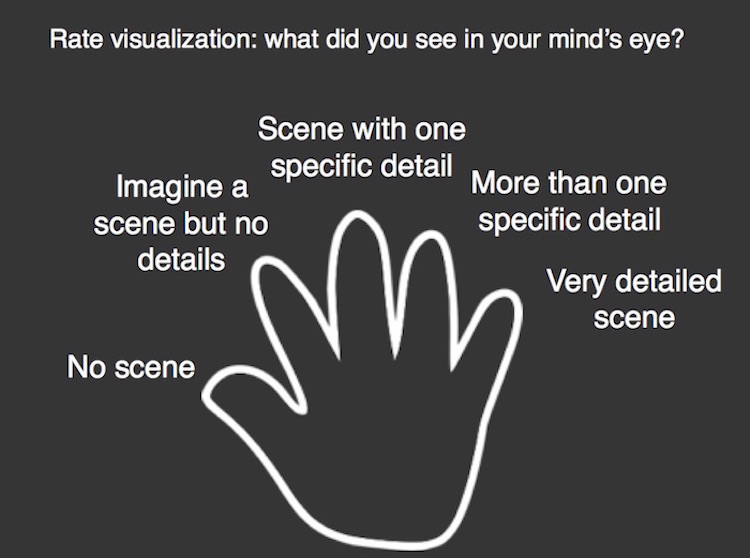 Rate visualization: what did you see in your mind’s eye?
No scene
Imagine a
scene but no
details
Scene with one
specific detail
More than one
specific detail
Very detailed
scene